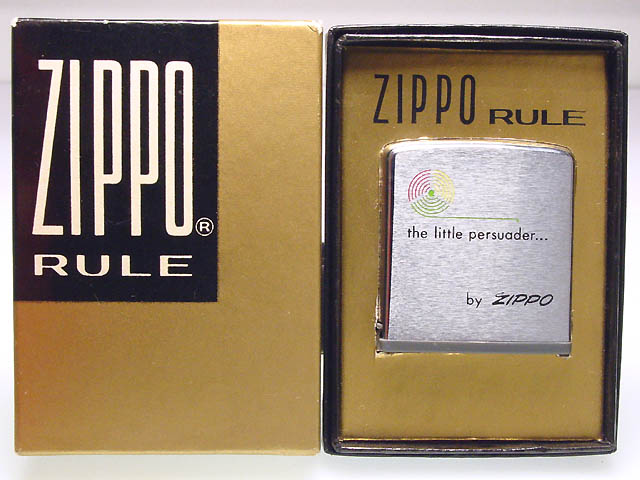 ZIPPO®
RULE
ZIPPO RULE
the little persuader...
by ZIPPO